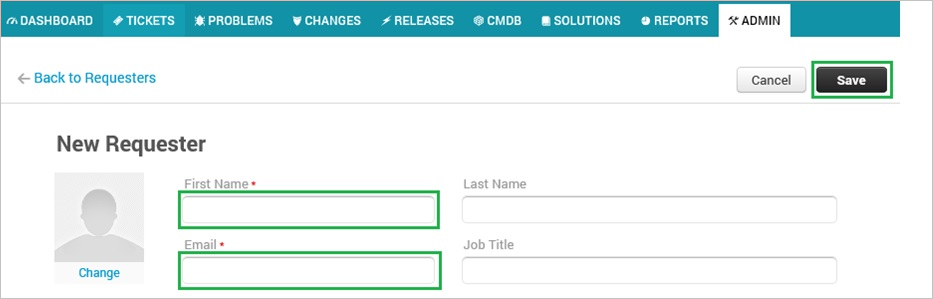 DASHBOARD TICKETS PROBLEMS CHANGES RELEASES CMDB SOLUTIONS REPORTS ADMIN
Back to Requesters
Cancel Save
New Requester
First Name * Last Name
Email * Job Title
Change